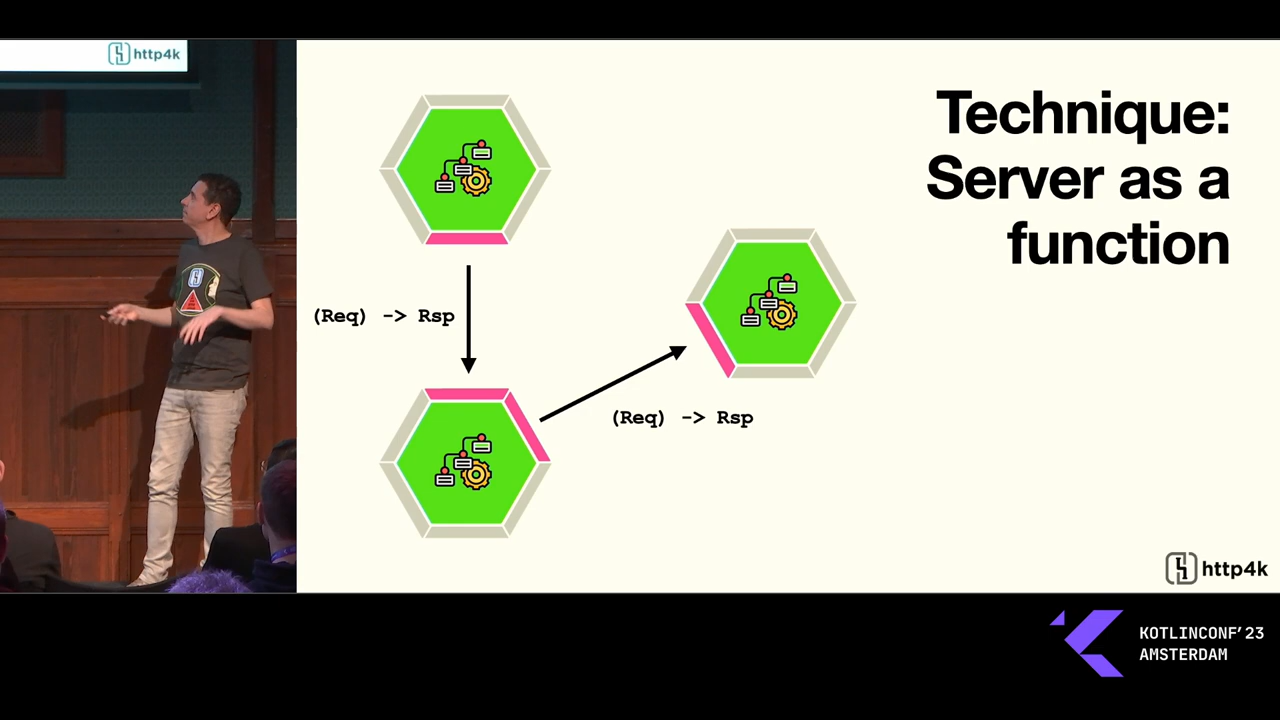 http4k
Technique:
Server as a
function
(Req) -> Rsp
(Req) -> Rsp
http4k
KOTLINCONF'23
AMSTERDAM